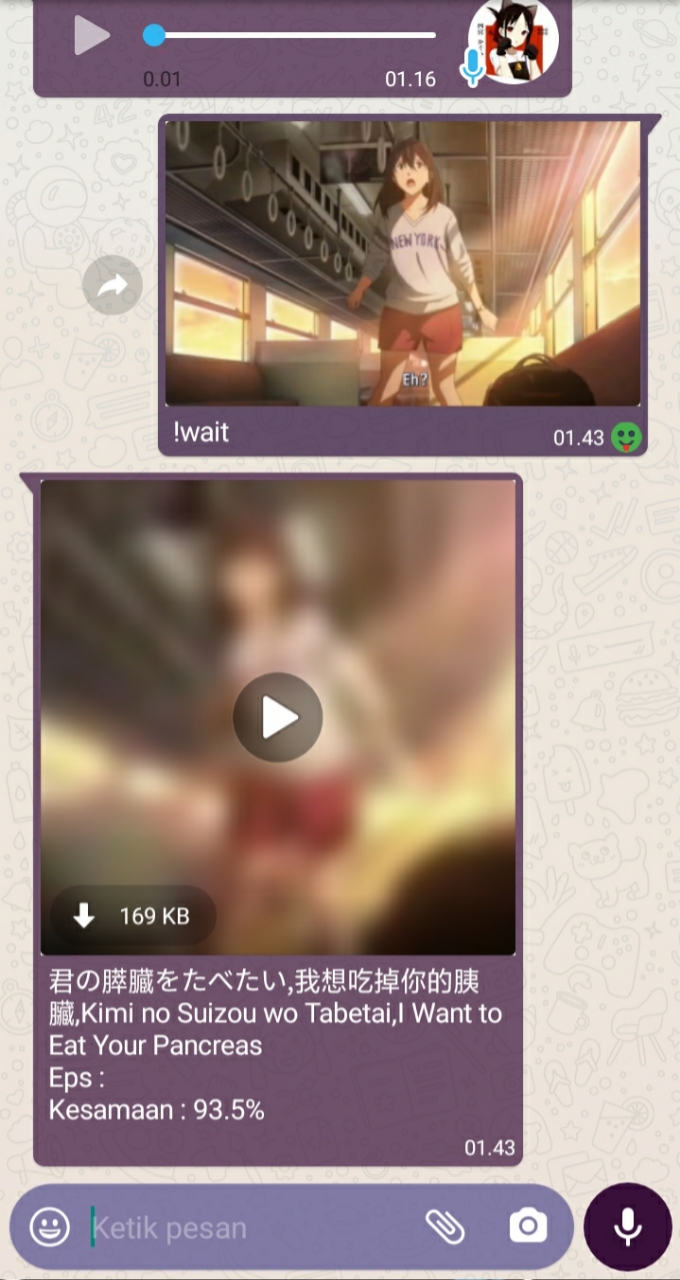 0.01
01.16
NEW YORK
Eh?
!wait
01.43
169 KB
君の膵臓をたべたい,我想吃掉你的胰
臟,Kimi no Suizou wo Tabetai,I Want to
Eat Your Pancreas
Eps :
Kesamaan : 93.5%
01.43
Ketik pesan